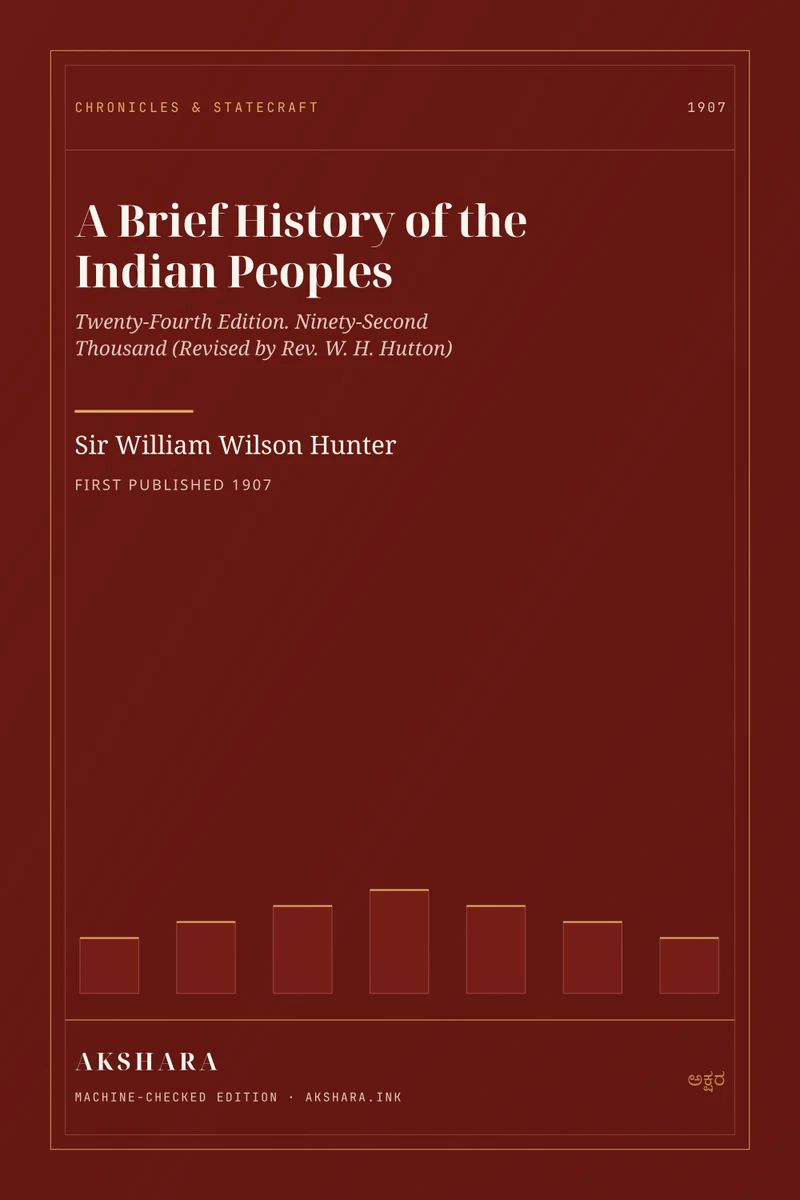 CHRONICLES & STATECRAFT
1907
A Brief History of the
Indian Peoples
Twenty-Fourth Edition. Ninety-Second
Thousand (Revised by Rev. W. H. Hutton)
Sir William Wilson Hunter
FIRST PUBLISHED 1907
AKSHARA
MACHINE-CHECKED EDITION · AKSHARA.INK
ಅಕ್ಷರ